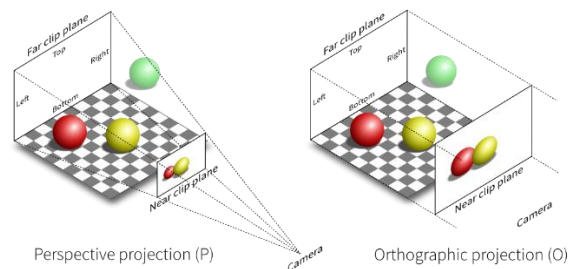 Far clip plane
Top
Right
Left
Bottom
Near clip plane
Camera
Perspective projection (P)
Far clip plane
Top
Right
Left
Bottom
Near clip plane
Camera
Orthographic projection (O)